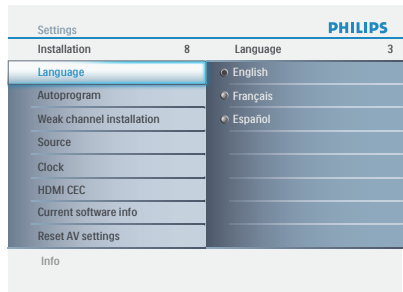 Settings
PHILIPS
Installation 8 Language 3
Language English
Autoprogram Français
Weak channel installation Español
Source
Clock
HDMI CEC
Current software info
Reset AV settings
Info